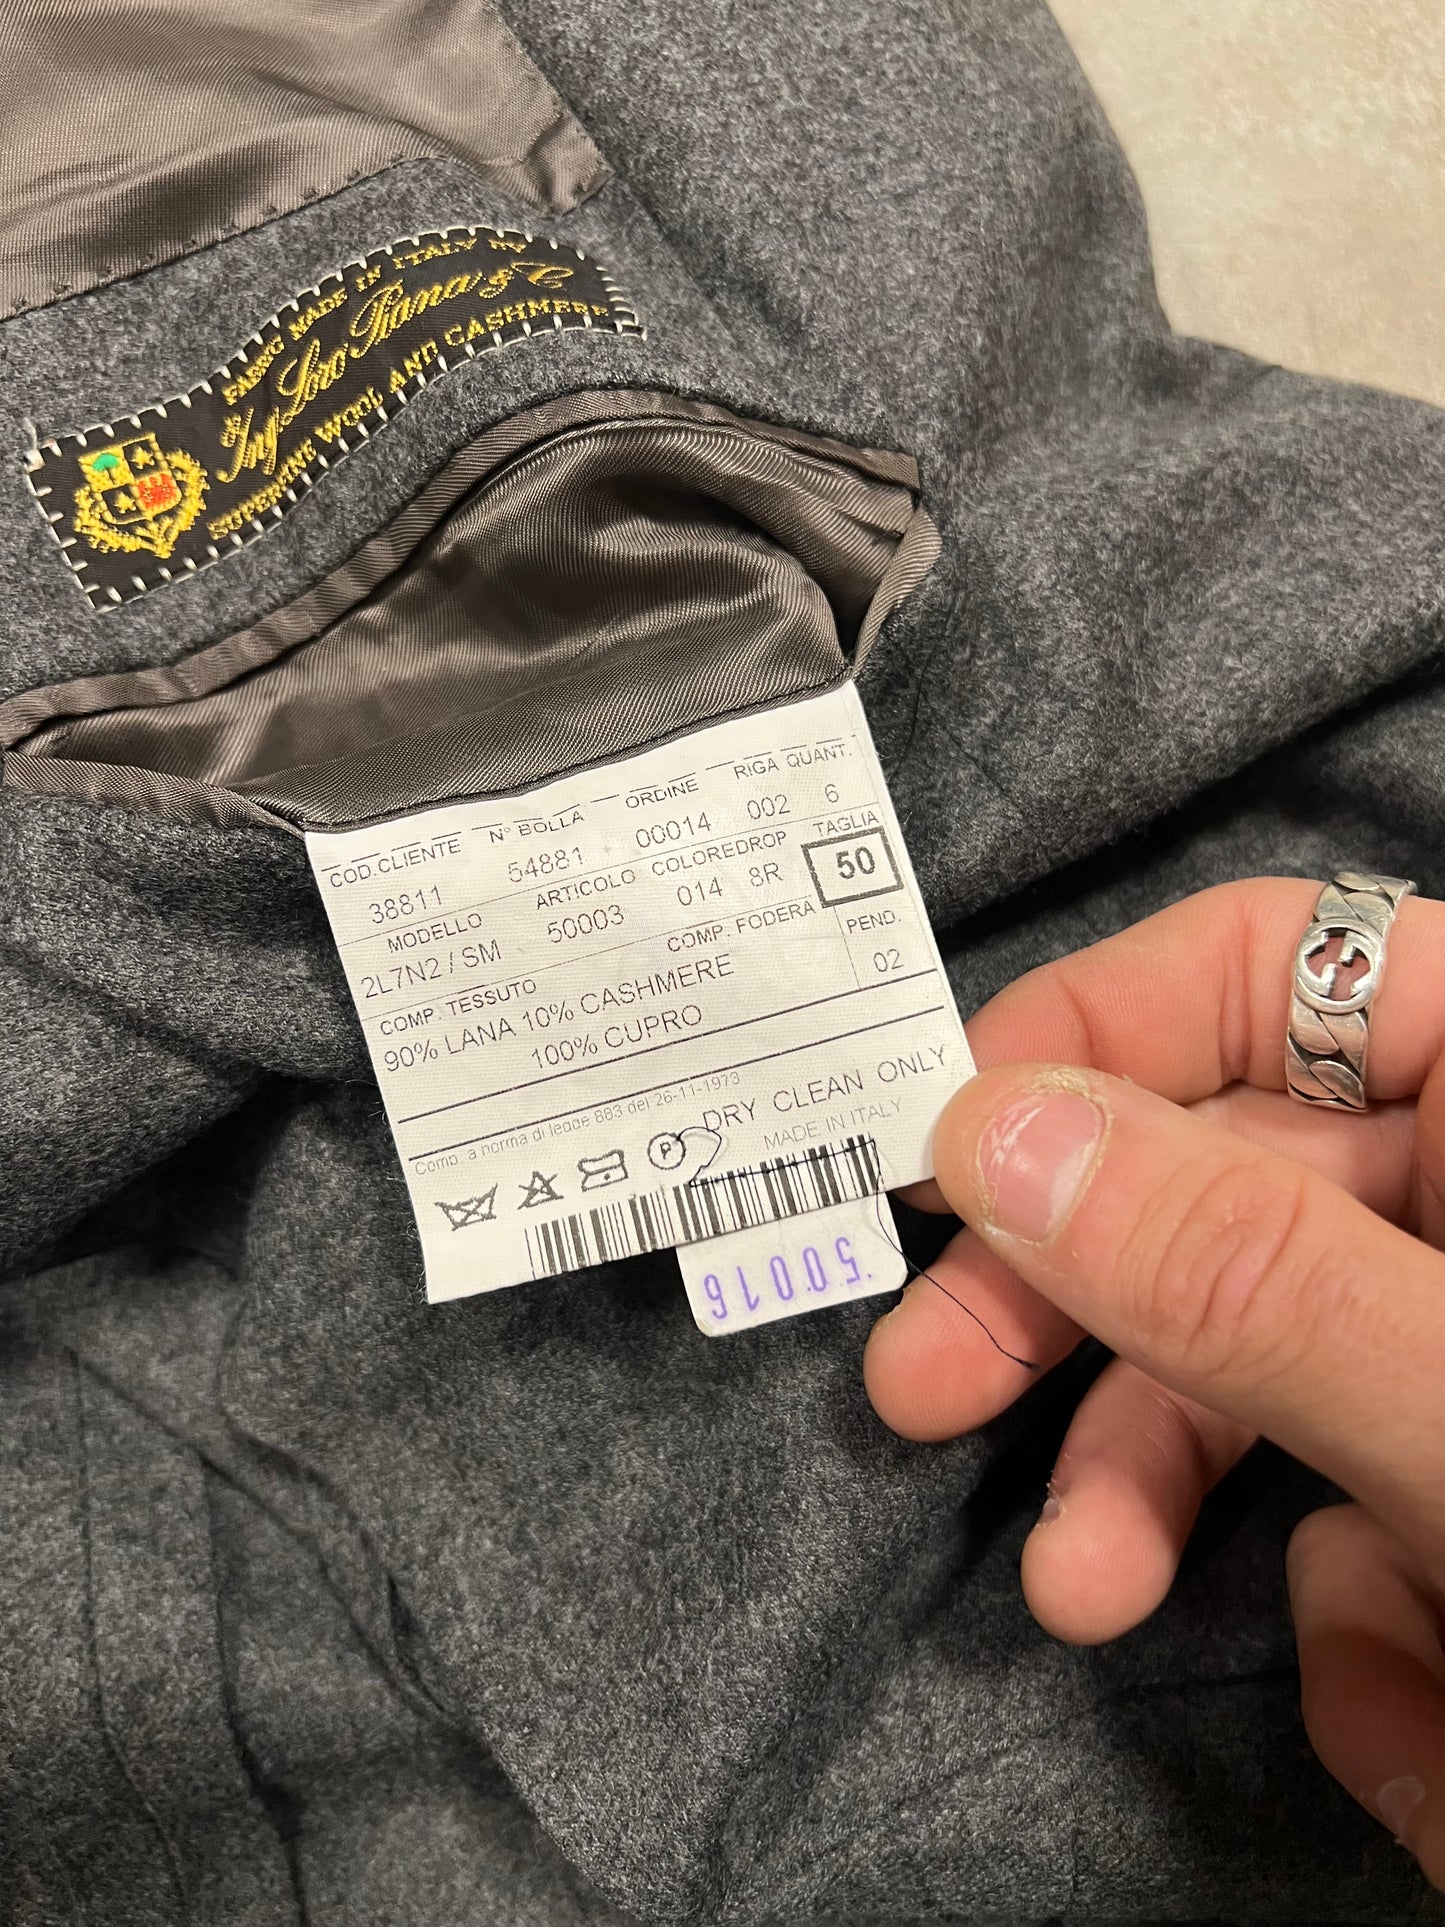 FABRIC MADE IN ITALY BY
Ing. Loro Piana & C
SUPERFINE WOOL AND CASHMERE
COD.CLIENTE N° BOLLA ORDINE RIGA QUANT.
38811 54881 00014 002 6
MODELLO ARTICOLO COLORE DROP TAGLIA
2L7N2 / SM 50003 014 8R 50
COMP. TESSUTO COMP. FODERA PEND.
90% LANA 10% CASHMERE 02
100% CUPRO
Comp. a norma di legge 883 del 26-11-1973
DRY CLEAN ONLY
P MADE IN ITALY
50016